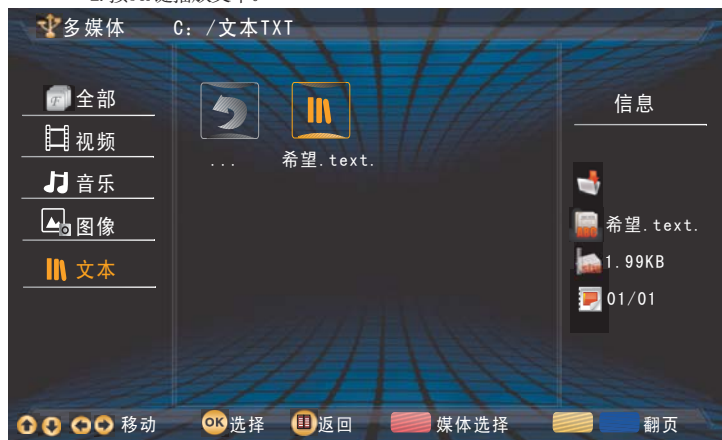 多媒体 C: /文本TXT
全部
视频
音乐
图像
文本
...
希望.text.
信息
希望.text.
1.99KB
01/01
移动 OK选择 返回 媒体选择 翻页